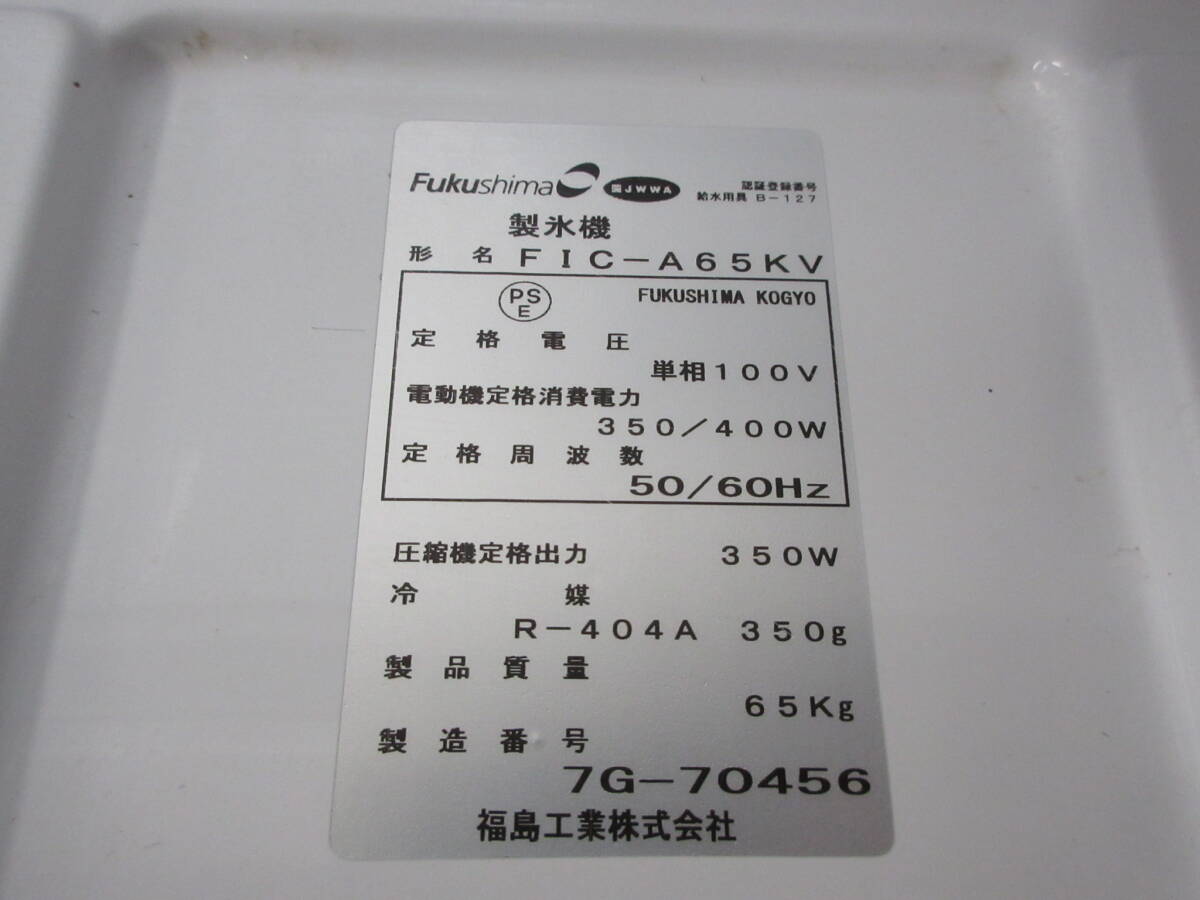 Fukushima JWWA 認証登録番号
給水用具 B-127
製氷機
形名 FIC-A65KV
PSE FUKUSHIMA KOGYO
定格電圧
単相100V
電動機定格消費電力
350/400W
定格周波数
50/60Hz
圧縮機定格出力 350W
冷媒
R-404A 350g
製品質量
65Kg
製造番号
7G-70456
福島工業株式会社